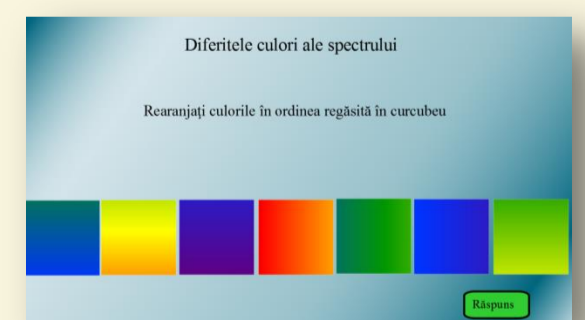 Diferitele culori ale spectrului
Rearanjați culorile în ordinea regăsită în curcubeu
Răspuns